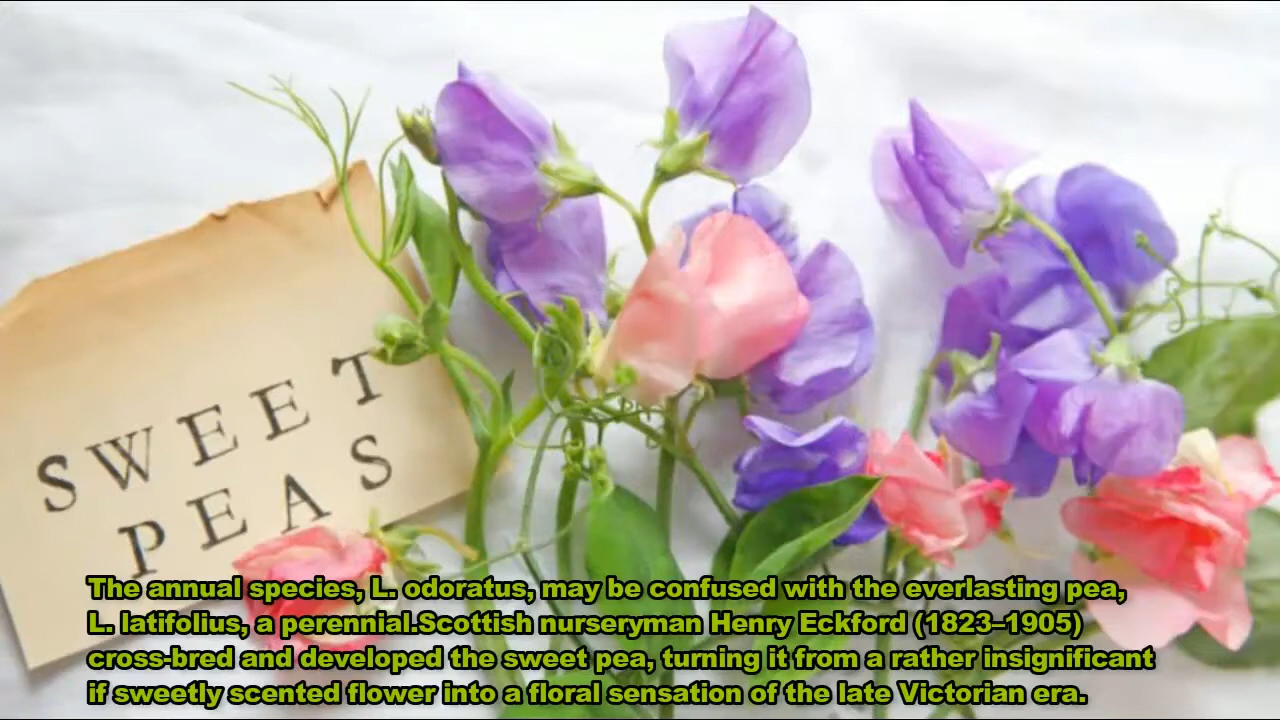 SWEET
PEAS
The annual species, L. odoratus, may be confused with the everlasting pea,
L. latifolius, a perennial.Scottish nurseryman Henry Eckford (1823–1905)
cross-bred and developed the sweet pea, turning it from a rather insignificant
if sweetly scented flower into a floral sensation of the late Victorian era.